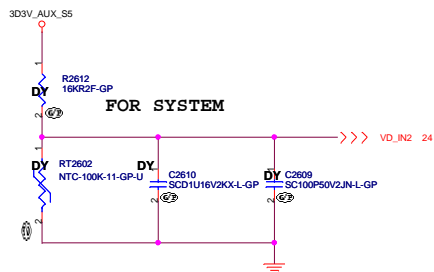 3D3V_AUX_S5
1
R2612
16KR2F-GP
DY
2
FOR SYSTEM
VD_IN2 24
1
RT2602
NTC-100K-11-GP-U
DY
2
1
DY
C2610
SCD1U16V2KX-L-GP
2
1
DY
C2609
SC100P50V2JN-L-GP
2